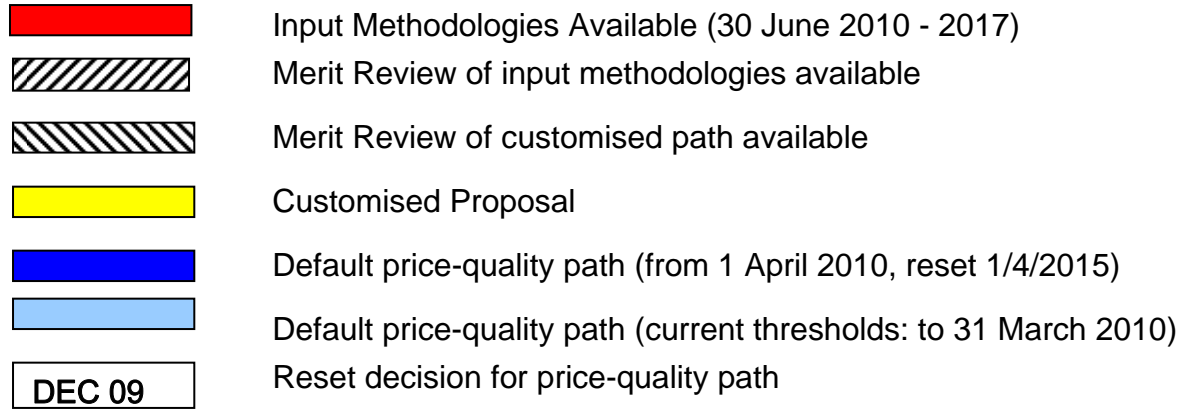 Input Methodologies Available (30 June 2010 - 2017)
Merit Review of input methodologies available
Merit Review of customised path available
Customised Proposal
Default price-quality path (from 1 April 2010, reset 1/4/2015)
Default price-quality path (current thresholds: to 31 March 2010)
DEC 09 Reset decision for price-quality path